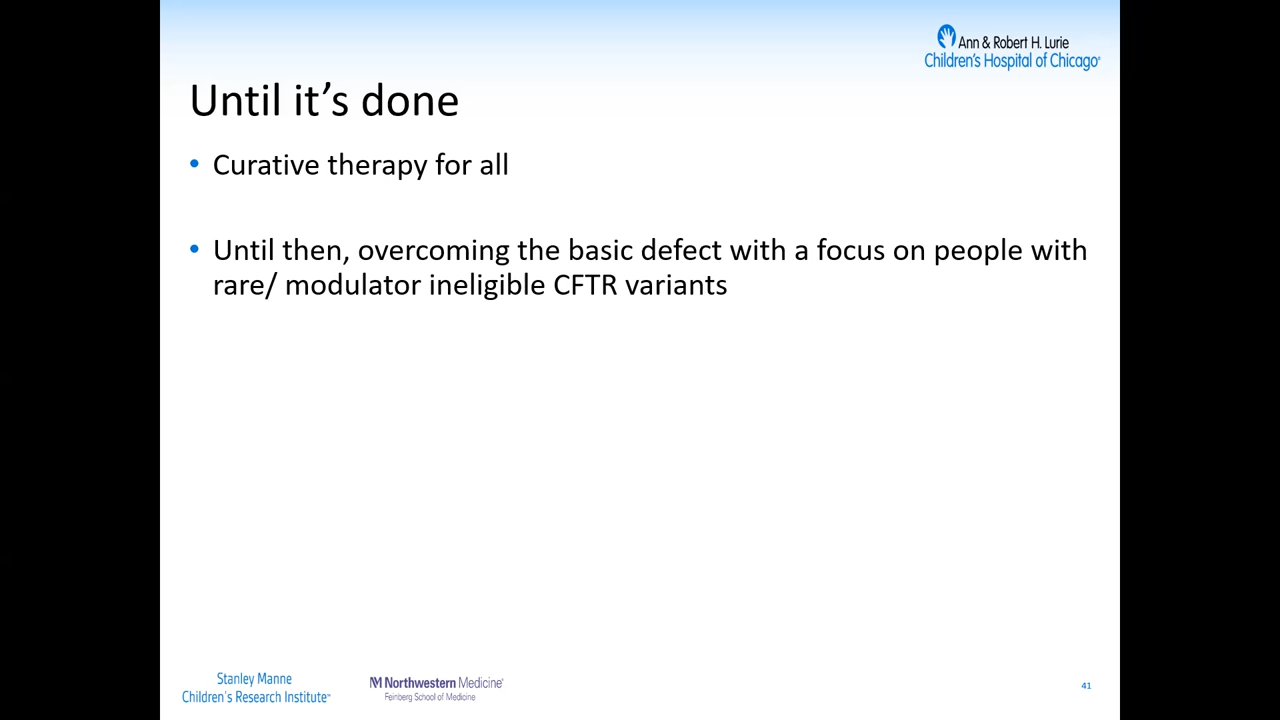 Ann & Robert H. Lurie
Children's Hospital of Chicago®
Until it's done
• Curative therapy for all
• Until then, overcoming the basic defect with a focus on people with
rare/ modulator ineligible CFTR variants
Stanley Manne
Children's Research Institute™
Northwestern Medicine®
Feinberg School of Medicine
41